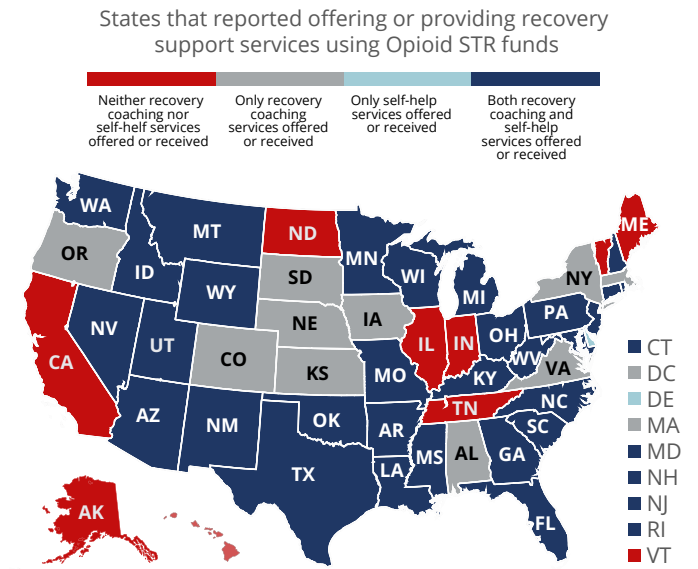 States that reported offering or providing recovery
support services using Opioid STR funds
Neither recovery
coaching nor
self-helf services
offered or received
Only recovery
coaching
services offered
or received
Only self-help
services offered
or received
Both recovery
coaching and
self-help
services offered
or received
WA
MT
ND
MN
ME
OR
ID
SD
WI
NY
WY
MI
NV
NE
IA
PA
UT
CO
IL
IN
OH
CA
KS
MO
WV
VA
KY
AZ
NM
OK
AR
TN
NC
SC
TX
LA
MS
AL
GA
AK
FL
CT
DC
DE
MA
MD
NH
NJ
RI
VT